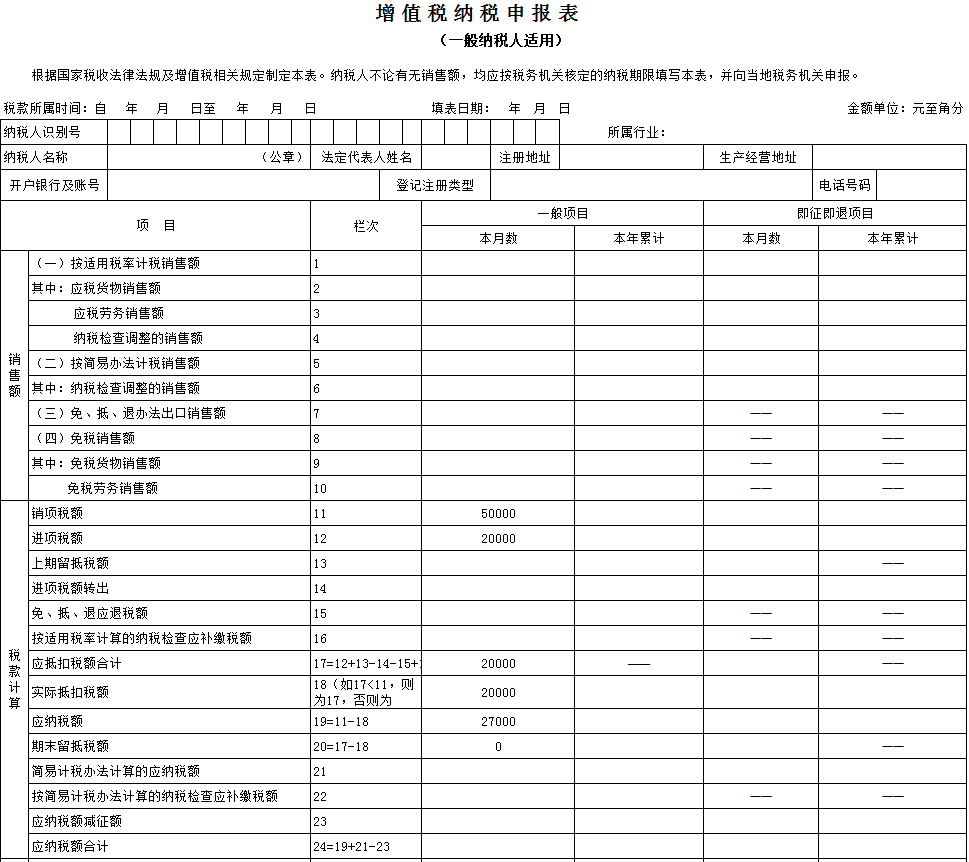 增值税纳税申报表
（一般纳税人适用）
根据国家税收法律法规及增值税相关规定制定本表。纳税人不论有无销售额，均应按税务机关核定的纳税期限填写本表，并向当地税务机关申报。
税款所属时间：自 年 月 日至 年 月 日 填表日期： 年 月 日 金额单位：元至角分
纳税人识别号 所属行业：
纳税人名称 （公章） 法定代表人姓名 注册地址 生产经营地址
开户银行及账号 登记注册类型 电话号码
项 目 栏次 一般项目 即征即退项目
本月数 本年累计 本月数 本年累计
销售额
（一）按适用税率计税销售额 1
其中：应税货物销售额 2
应税劳务销售额 3
纳税检查调整的销售额 4
（二）按简易办法计税销售额 5
其中：纳税检查调整的销售额 6
（三）免、抵、退办法出口销售额 7 —— ——
（四）免税销售额 8 —— ——
其中：免税货物销售额 9 —— ——
免税劳务销售额 10 —— ——
税款计算
销项税额 11 50000
进项税额 12 20000
上期留抵税额 13 ——
进项税额转出 14
免、抵、退应退税额 15 —— ——
按适用税率计算的纳税检查应补缴税额 16 —— ——
应抵扣税额合计 17=12+13-14-15+ 20000 —— ——
实际抵扣税额 18（如17<11，则为17，否则为 20000
应纳税额 19=11-18 27000
期末留抵税额 20=17-18 0 ——
简易计税办法计算的应纳税额 21
按简易计税办法计算的纳税检查应补缴税额 22 —— ——
应纳税额减征额 23
应纳税额合计 24=19+21-23